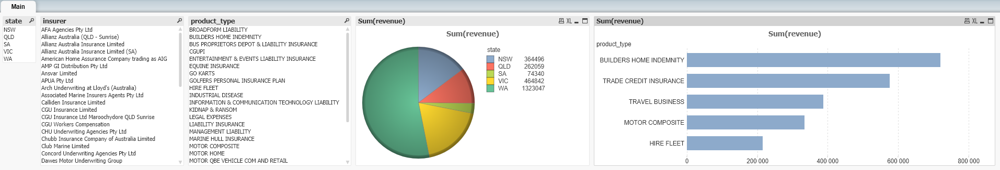 Main
state
NSW
QLD
SA
VIC
WA
insurer
AFA Agencies Pty Ltd
Allianz Australia (QLD - Sunrise)
Allianz Australia Insurance Limited
Allianz Australia Insurance Limited (SA)
American Home Assurance Company trading as AIG
AMP GI Distribution Pty Ltd
Ansvar Limited
APUA Pty Ltd
Arch Underwriting at Lloyd's (Australia)
Associated Marine Insurers Agents Pty Ltd
Calliden Insurance Limited
CGU Insurance Limited
CGU Insurance Ltd Maroochydore QLD Sunrise
CGU Workers Compensation
CHU Underwriting Agencies Pty Ltd
Chubb Insurance Company of Australia Limited
Club Marine Limited
Concord Underwriting Agencies Pty Ltd
Dawes Motor Underwriting Group
product_type
BROADFORM LIABILITY
BUILDERS HOME INDEMNITY
BUS PROPRIETORS DEPOT & LIABILITY INSURANCE
CGUPI
ENTERTAINMENT & EVENTS LIABILITY INSURANCE
EQUINE INSURANCE
GO KARTS
GOLFERS PERSONAL INSURANCE PLAN
HIRE FLEET
INDUSTRIAL DISEASE
INFORMATION & COMMUNICATION TECHNOLOGY LIABILITY
KIDNAP & RANSOM
LEGAL EXPENSES
LIABILITY INSURANCE
MANAGEMENT LIABILITY
MARINE HULL INSURANCE
MOTOR COMPOSITE
MOTOR HOME
MOTOR QBE VEHICLE COM AND RETAIL
Sum(revenue) XL
Sum(revenue)
state
NSW 364496
QLD 262059
SA 74340
VIC 464842
WA 1323047
Sum(revenue) XL
Sum(revenue)
product_type
BUILDERS HOME INDEMNITY
TRADE CREDIT INSURANCE
TRAVEL BUSINESS
MOTOR COMPOSITE
HIRE FLEET
0 200 000 400 000 600 000 800 000